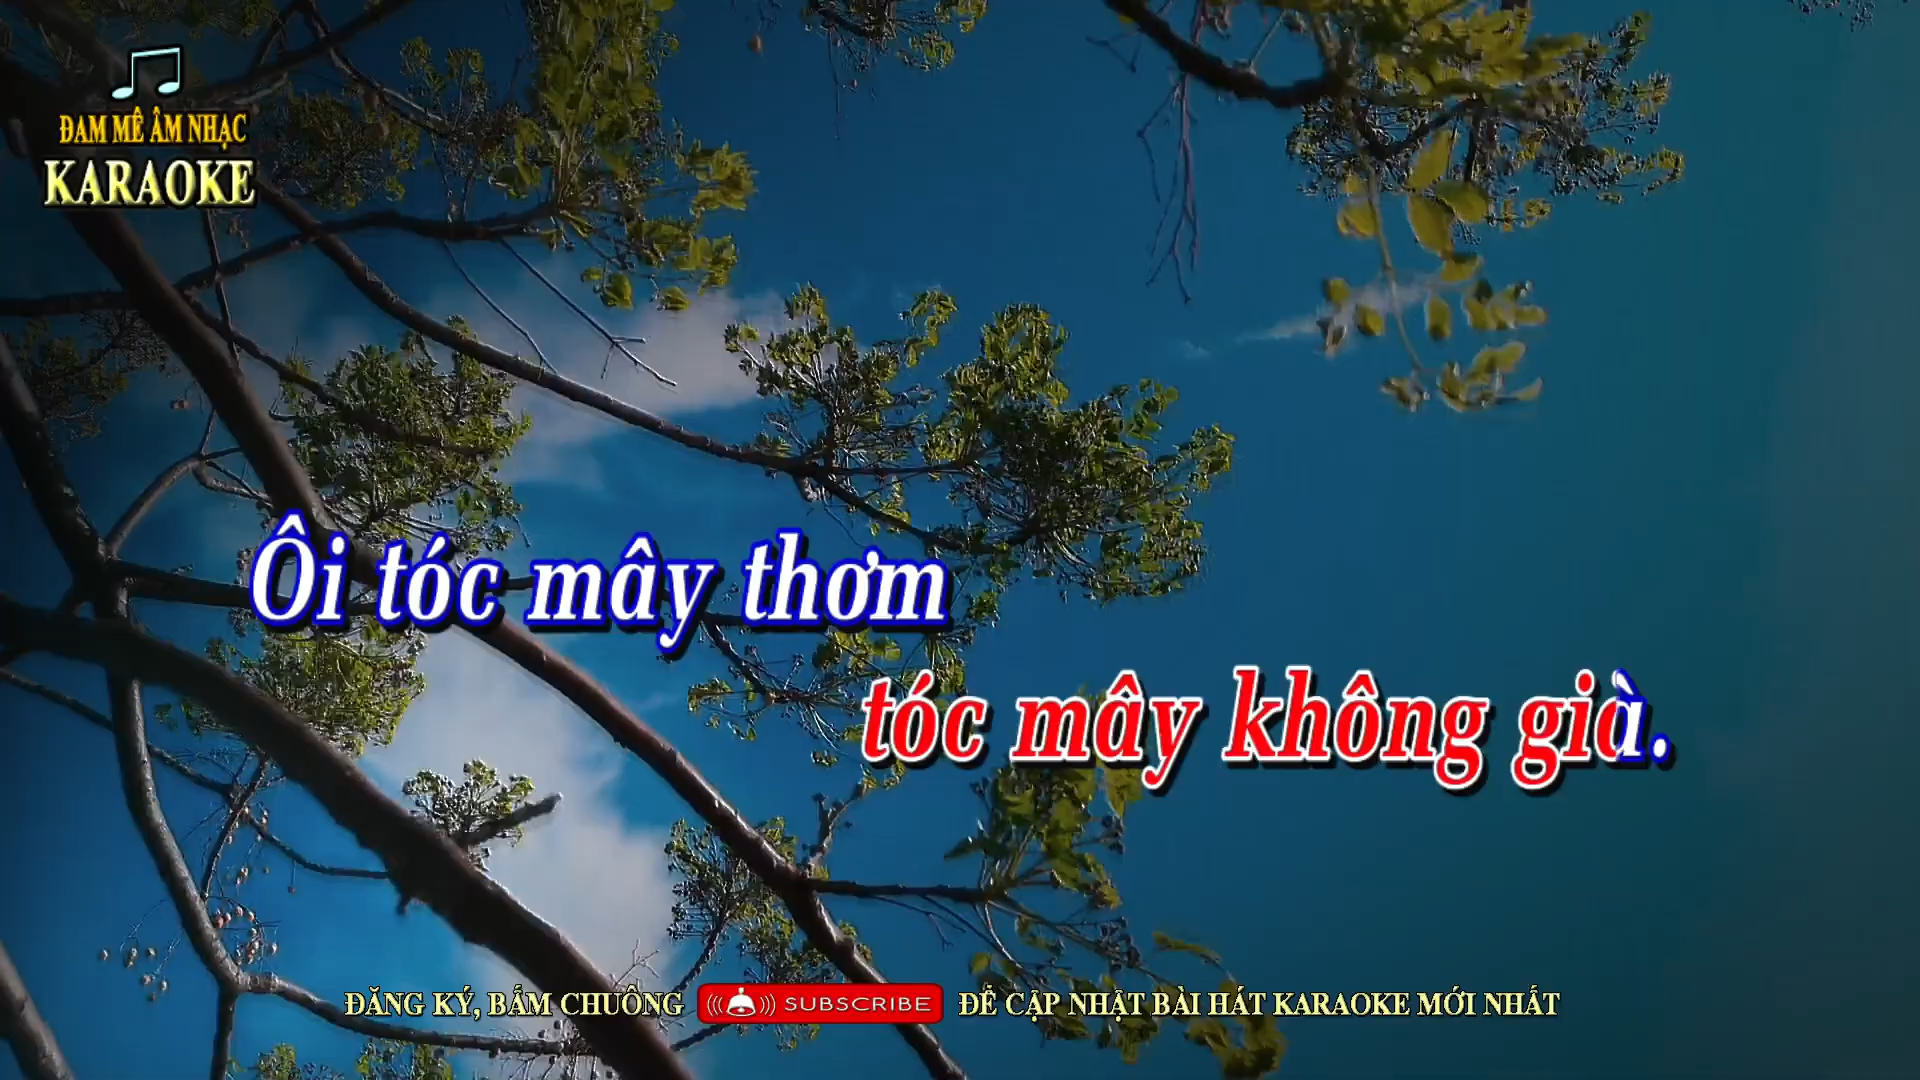 ĐAM MÊ ÂM NHẠC
KARAOKE
Ôi tóc mây thơm
tóc mây không già.
ĐĂNG KÝ, BẤM CHUÔNG SUBSCRIBE ĐỂ CẬP NHẬT BÀI HÁT KARAOKE MỚI NHẤT